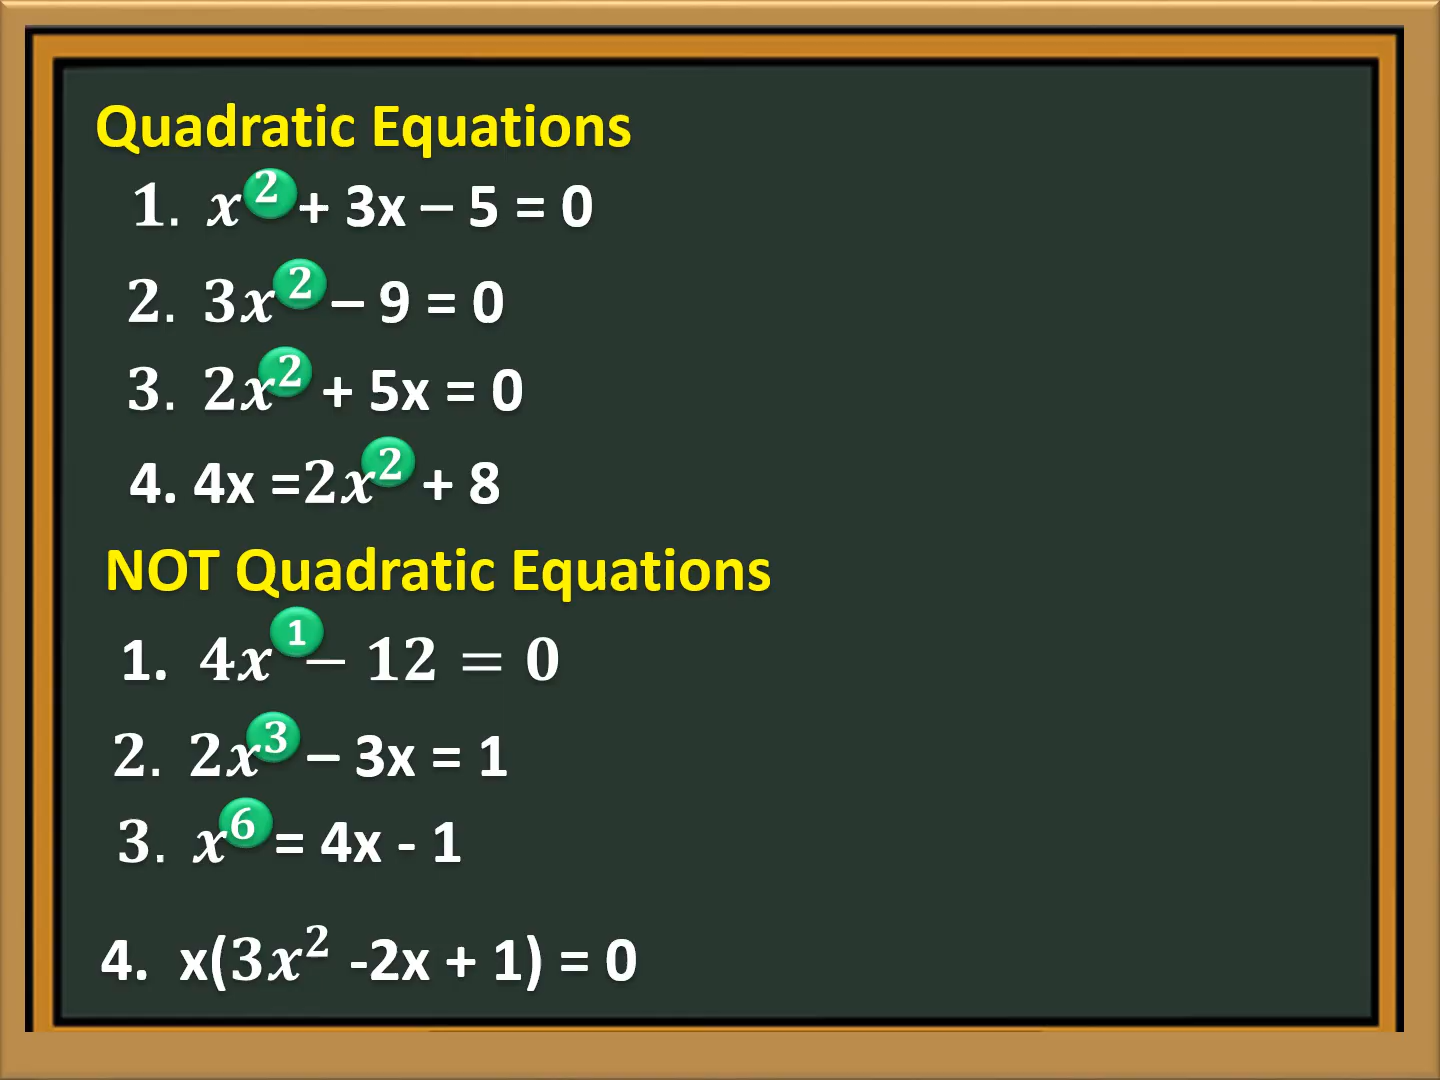 Quadratic Equations
1. x² + 3x – 5 = 0
2. 3x² – 9 = 0
3. 2x² + 5x = 0
4. 4x =2x² + 8
NOT Quadratic Equations
1. 4x¹ − 12 = 0
2. 2x³ – 3x = 1
3. x⁶ = 4x - 1
4. x(3x² -2x + 1) = 0